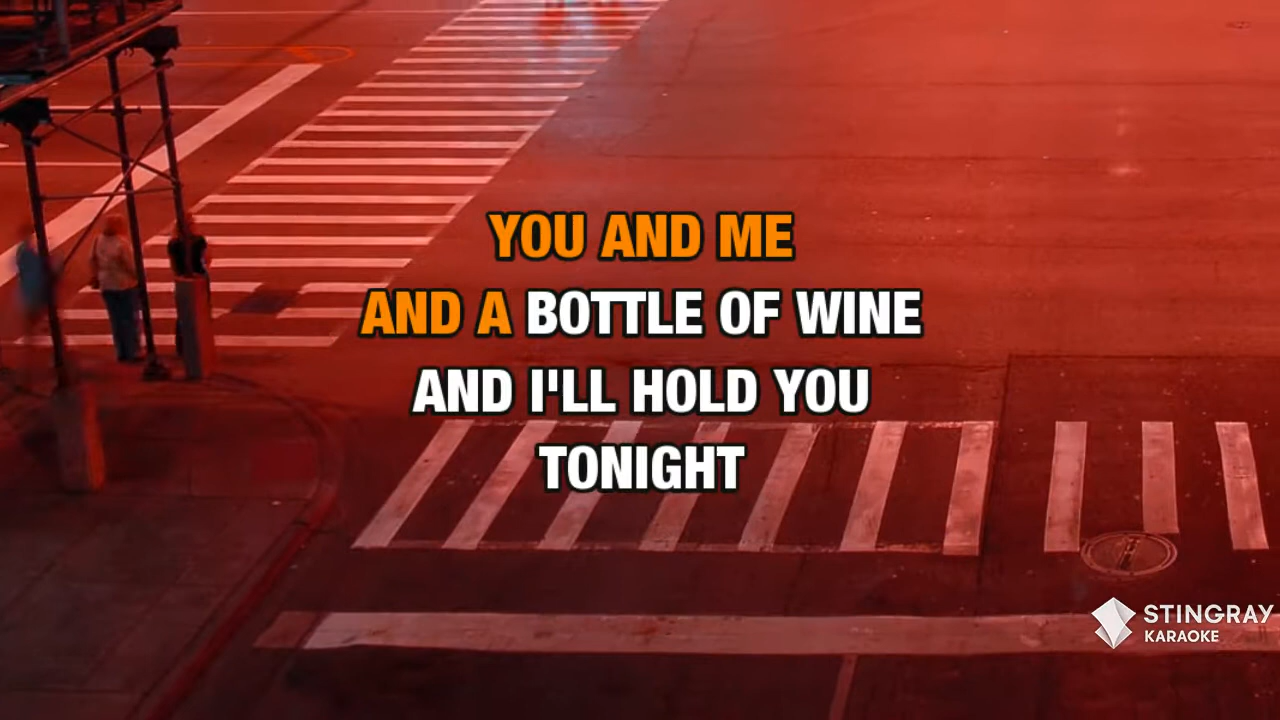 YOU AND ME
AND A BOTTLE OF WINE
AND I'LL HOLD YOU
TONIGHT
STINGRAY
KARAOKE